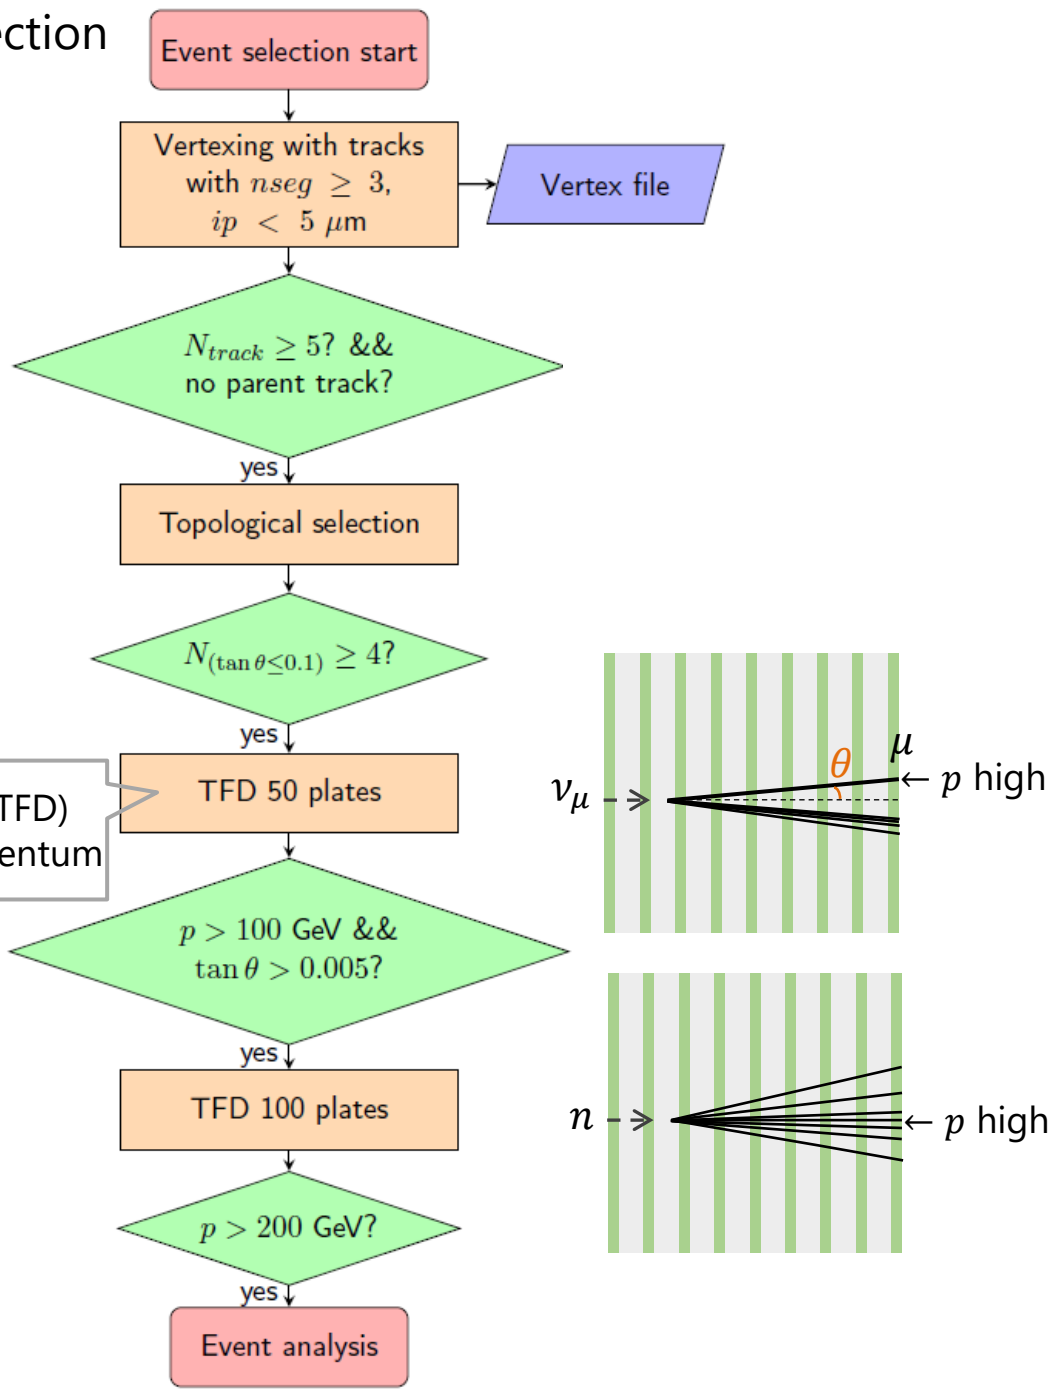 ection
Event selection start
Vertexing with tracks
with nseg ≥ 3,
ip < 5 μm
Vertex file
N_track ≥ 5? &&
no parent track?
yes
Topological selection
N_(tan θ≤0.1) ≥ 4?
yes
TFD)
entum
TFD 50 plates
p > 100 GeV &&
tan θ > 0.005?
yes
TFD 100 plates
p > 200 GeV?
yes
Event analysis
ν_μ
θ
μ
← p high
n
← p high